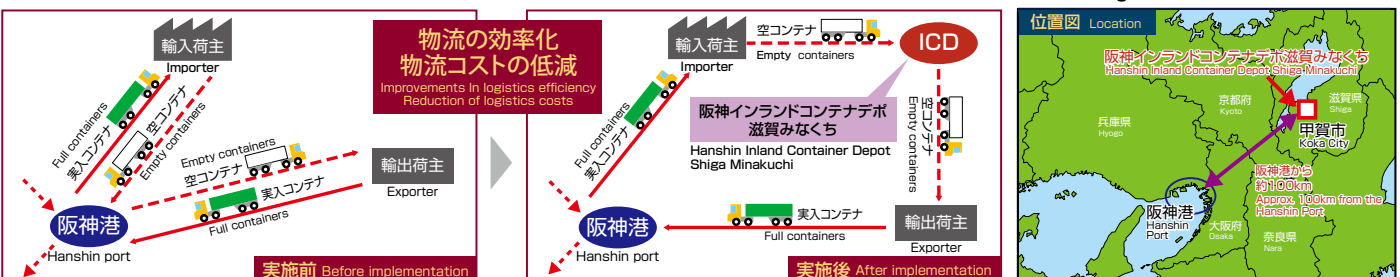 輸入荷主
Importer
Full containers
実入コンテナ
空コンテナ
Empty containers
Empty containers
空コンテナ
実入コンテナ
Full containers
輸出荷主
Exporter
阪神港
Hanshin port
実施前 Before implementation
物流の効率化
物流コストの低減
Improvements In logistics efficiency
Reduction of logistics costs
輸入荷主
Importer
空コンテナ
Empty containers
ICD
Full containers
実入コンテナ
阪神インランドコンテナデポ
滋賀みなくち
Hanshin Inland Container Depot
Shiga Minakuchi
空コンテナ
Empty containers
実入コンテナ
Full containers
輸出荷主
Exporter
阪神港
Hanshin port
実施後 After implementation
位置図 Location
阪神インランドコンテナデポ滋賀みなくち
Hanshin Inland Container Depot Shiga Minakuchi
京都府
Kyoto
滋賀県
Shiga
兵庫県
Hyogo
甲賀市
Koka City
阪神港から
約100km
Approx. 100km from the
Hanshin Port
阪神港
Hanshin
Port
大阪府
Osaka
奈良県
Nara